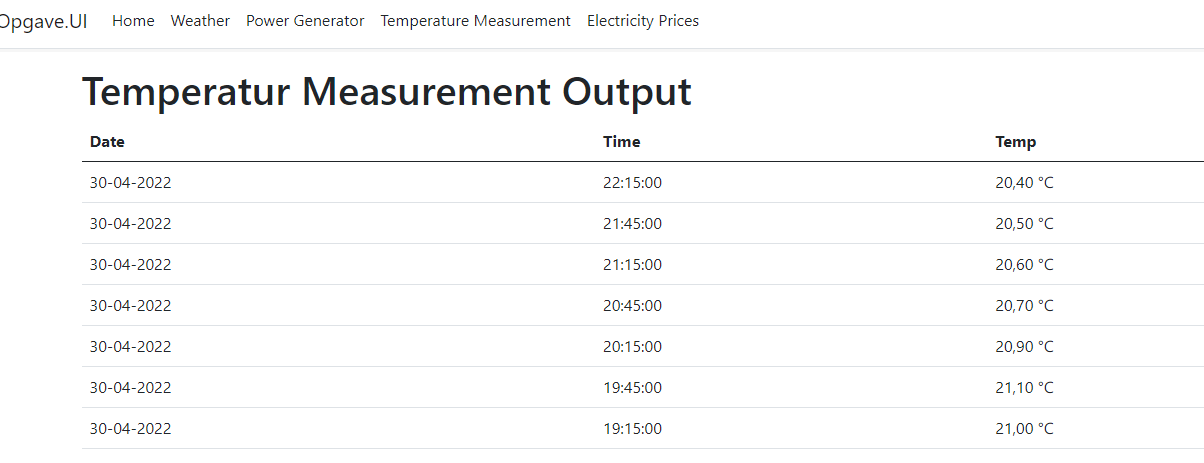 Opgave.UI Home Weather Power Generator Temperature Measurement Electricity Prices
Temperatur Measurement Output
Date Time Temp
30-04-2022 22:15:00 20,40 °C
30-04-2022 21:45:00 20,50 °C
30-04-2022 21:15:00 20,60 °C
30-04-2022 20:45:00 20,70 °C
30-04-2022 20:15:00 20,90 °C
30-04-2022 19:45:00 21,10 °C
30-04-2022 19:15:00 21,00 °C